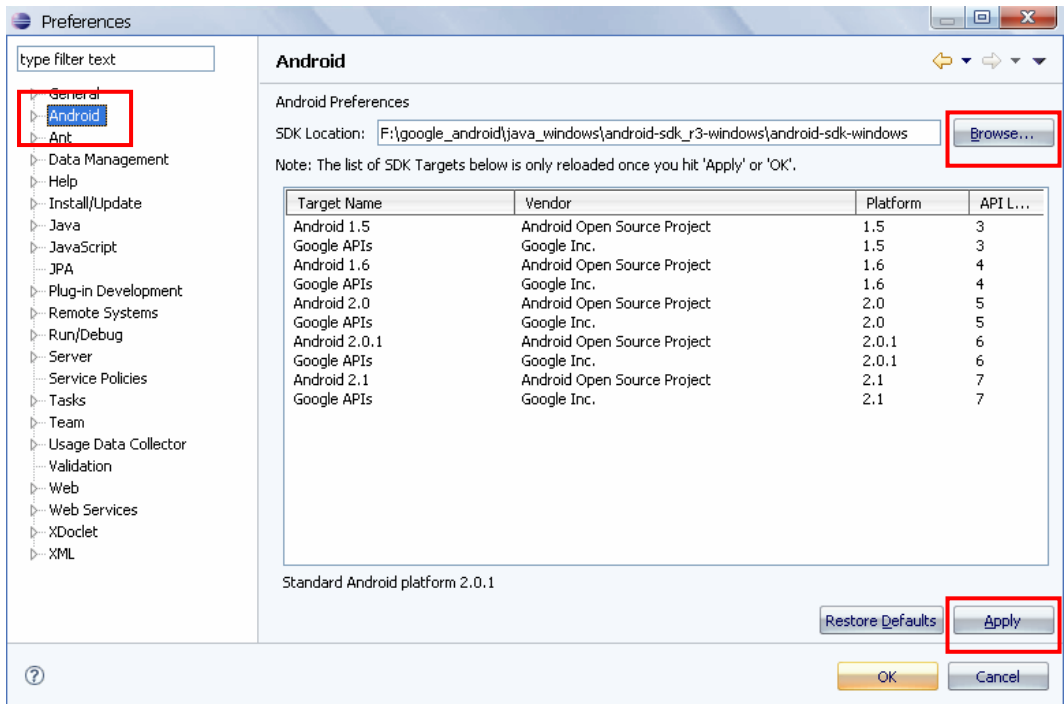 Preferences
type filter text
General
Android
Ant
Data Management
Help
Install/Update
Java
JavaScript
JPA
Plug-in Development
Remote Systems
Run/Debug
Server
Service Policies
Tasks
Team
Usage Data Collector
Validation
Web
Web Services
XDoclet
XML
Android
Android Preferences
SDK Location: F:\google_android\java_windows\android-sdk_r3-windows\android-sdk-windows Browse...
Note: The list of SDK Targets below is only reloaded once you hit 'Apply' or 'OK'.
Target Name Vendor Platform API L...
Android 1.5 Android Open Source Project 1.5 3
Google APIs Google Inc. 1.5 3
Android 1.6 Android Open Source Project 1.6 4
Google APIs Google Inc. 1.6 4
Android 2.0 Android Open Source Project 2.0 5
Google APIs Google Inc. 2.0 5
Android 2.0.1 Android Open Source Project 2.0.1 6
Google APIs Google Inc. 2.0.1 6
Android 2.1 Android Open Source Project 2.1 7
Google APIs Google Inc. 2.1 7
Standard Android platform 2.0.1
Restore Defaults Apply
? OK Cancel